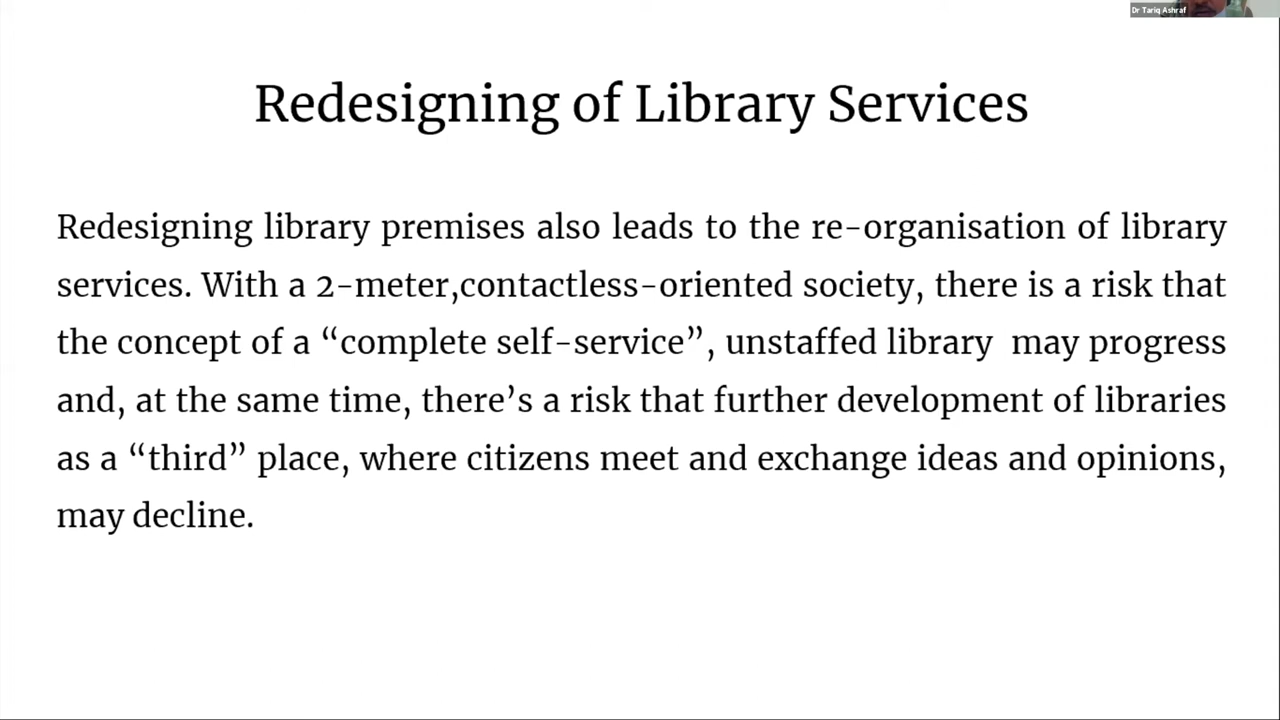 Dr Tariq Ashraf
Redesigning of Library Services
Redesigning library premises also leads to the re-organisation of library
services. With a 2-meter,contactless-oriented society, there is a risk that
the concept of a “complete self-service”, unstaffed library  may progress
and, at the same time, there’s a risk that further development of libraries
as a “third” place, where citizens meet and exchange ideas and opinions,
may decline.